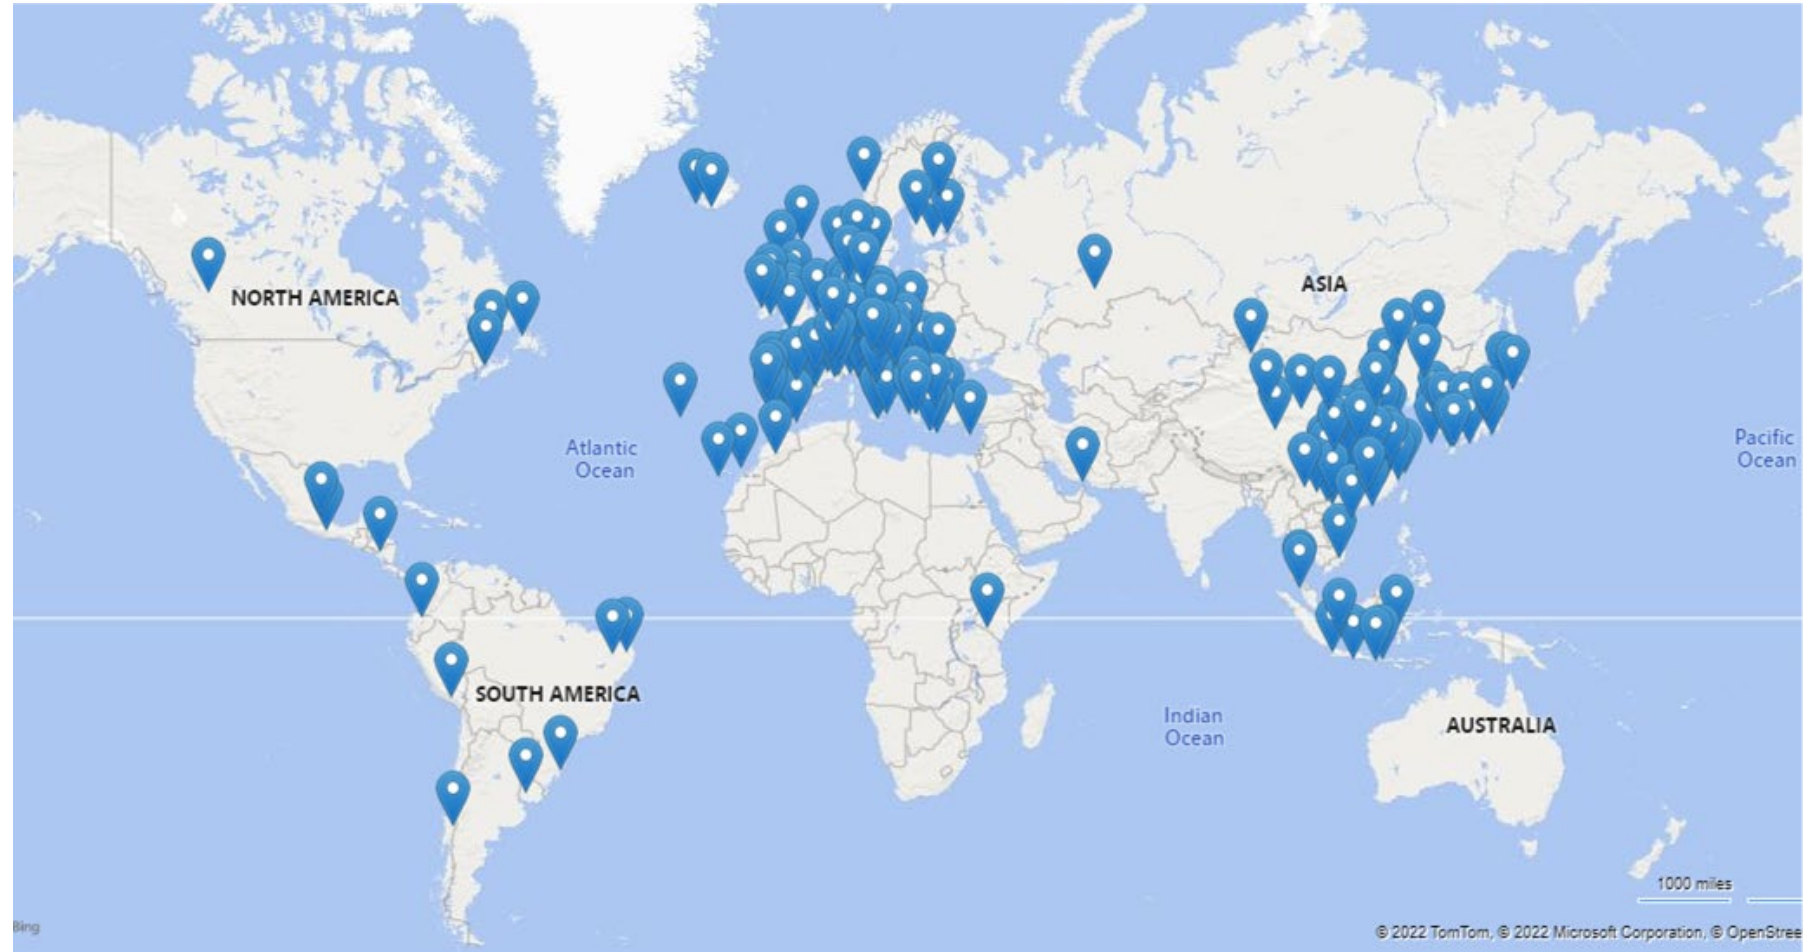 ASIA
NORTH AMERICA
Atlantic
Ocean
Pacific
Ocean
SOUTH AMERICA
Indian
Ocean
AUSTRALIA
1000 miles
Bing
© 2022 TomTom, © 2022 Microsoft Corporation, © OpenStree